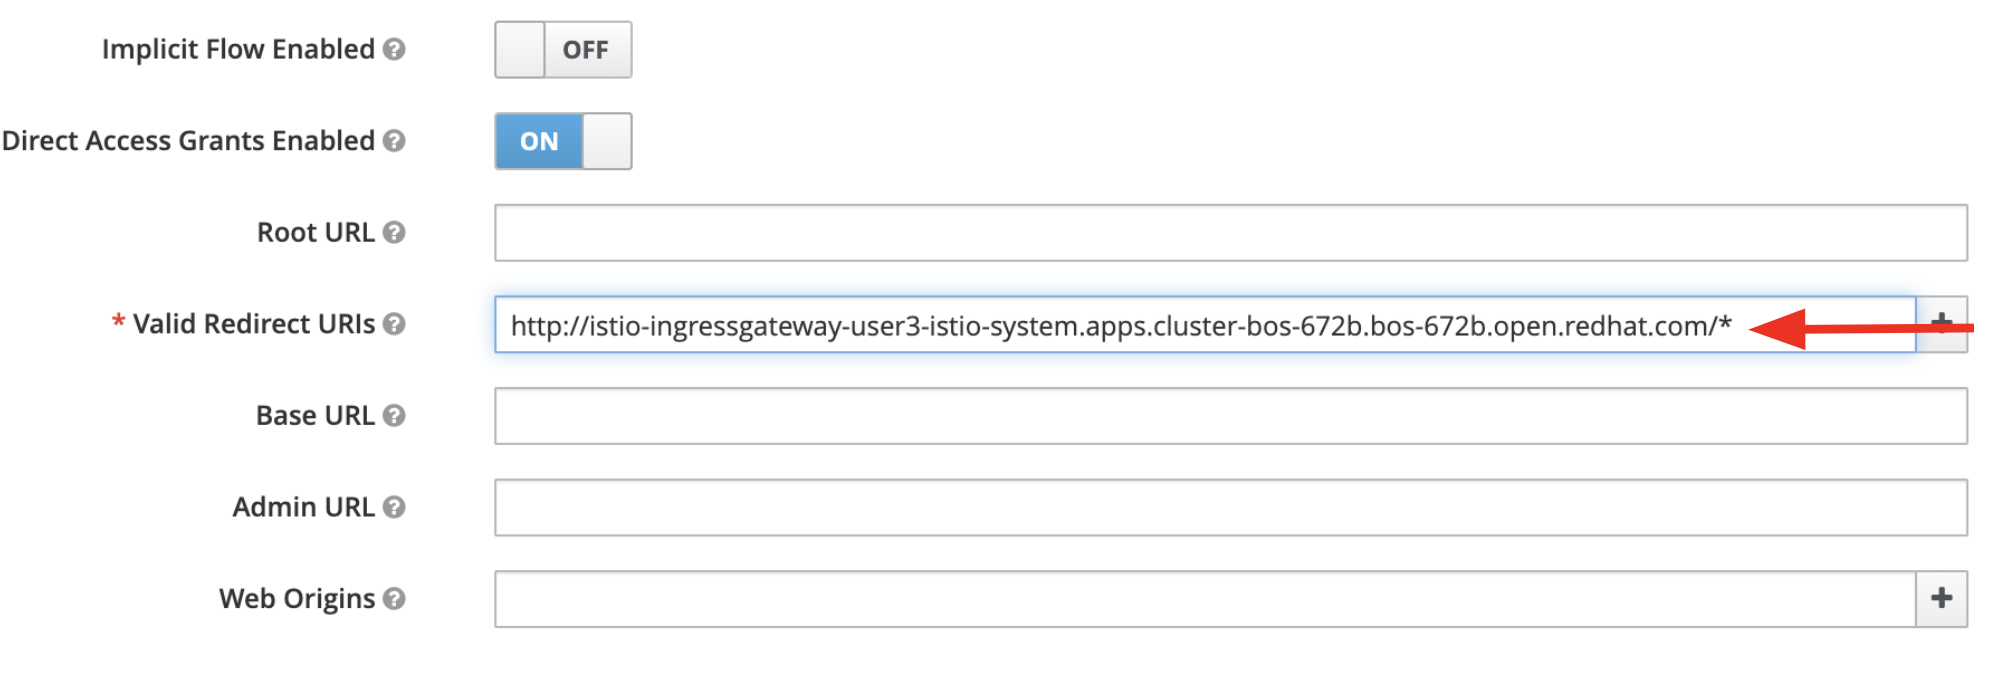 Implicit Flow Enabled ? OFF
Direct Access Grants Enabled ? ON
Root URL ?
* Valid Redirect URIs ? http://istio-ingressgateway-user3-istio-system.apps.cluster-bos-672b.bos-672b.open.redhat.com/* +
Base URL ?
Admin URL ?
Web Origins ? +